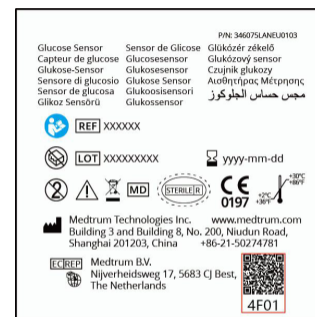 P/N: 346075LANEU0103
Glucose Sensor Sensor de Glicose Glükózér zékelő
Capteur de glucose Glucosesensor Glukózový sensor
Glukose-Sensor Glukosesensor Czujnik glukozy
Sensore di glucosio Glukose Sensor Αισθητήρας Μέτρησης
Sensor de glucosa Glukoosisensori مجس حساس الجلوكوز
Glikoz Sensörü Glukossensor
REF XXXXXX
LOT XXXXXXXXX yyyy-mm-dd
2 MD STERILE R CE 0197 +2°C +36°F +30°C +86°F
Medtrum Technologies Inc. www.medtrum.com
Building 3 and Building 8, No. 200, Niudun Road,
Shanghai 201203, China +86-21-50274781
EC REP Medtrum B.V.
Nijverheidsweg 17, 5683 CJ Best,
The Netherlands
4F01